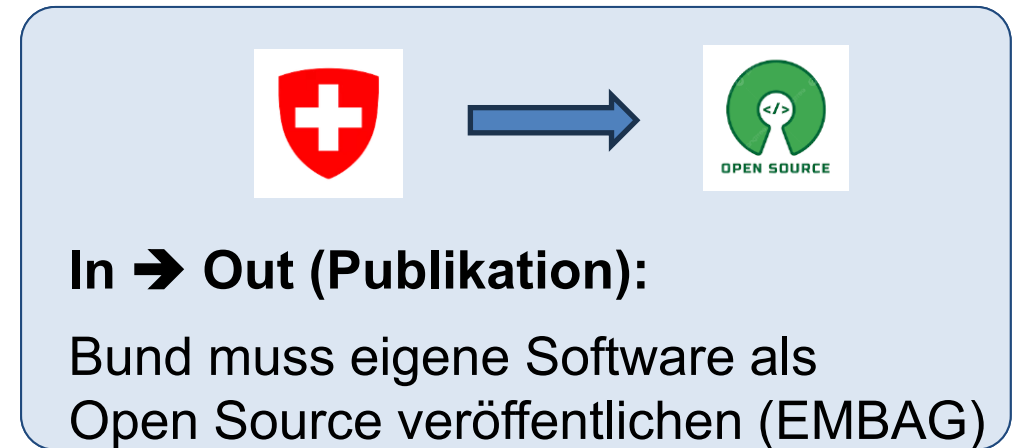 </>
OPEN SOURCE
In ➔ Out (Publikation):
Bund muss eigene Software als
Open Source veröffentlichen (EMBAG)